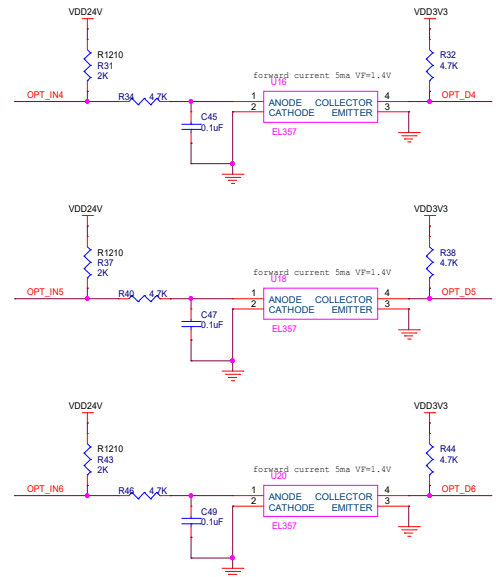 VDD24V VDD3V3
R1210
R31
2K
R32
4.7K
OPT_IN4 R34 4.7K
forward current 5ma VF=1.4V
U16
OPT_D4
1 ANODE COLLECTOR 4
2 CATHODE EMITTER 3
C45
0.1uF
EL357
VDD24V VDD3V3
R1210
R37
2K
R38
4.7K
OPT_IN5 R40 4.7K
forward current 5ma VF=1.4V
U18
OPT_D5
1 ANODE COLLECTOR 4
2 CATHODE EMITTER 3
C47
0.1uF
EL357
VDD24V VDD3V3
R1210
R43
2K
R44
4.7K
OPT_IN6 R46 4.7K
forward current 5ma VF=1.4V
U20
OPT_D6
1 ANODE COLLECTOR 4
2 CATHODE EMITTER 3
C49
0.1uF
EL357